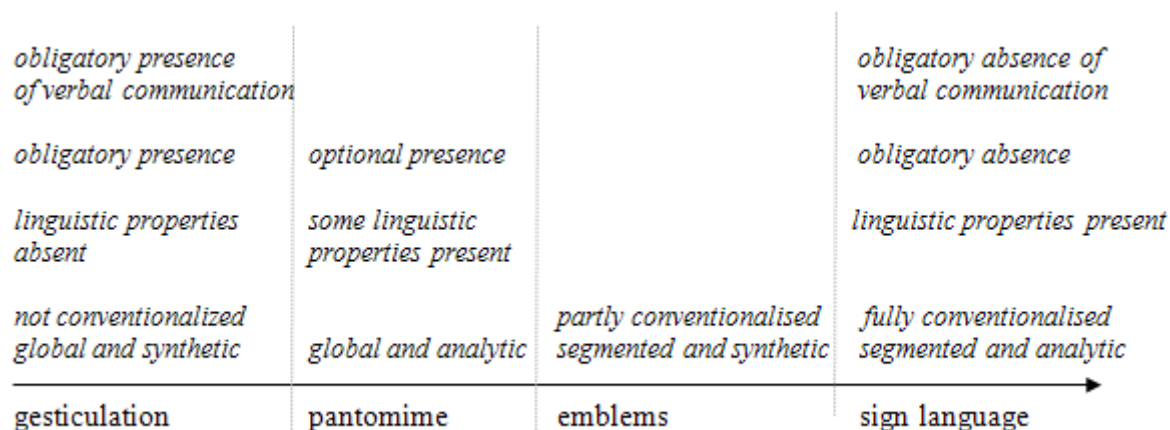 obligatory presence
of verbal communication
obligatory absence of
verbal communication
obligatory presence
optional presence
obligatory absence
linguistic properties
absent
some linguistic
properties present
linguistic properties present
not conventionalized
global and synthetic
global and analytic
partly conventionalised
segmented and synthetic
fully conventionalised
segmented and analytic
gesticulation
pantomime
emblems
sign language